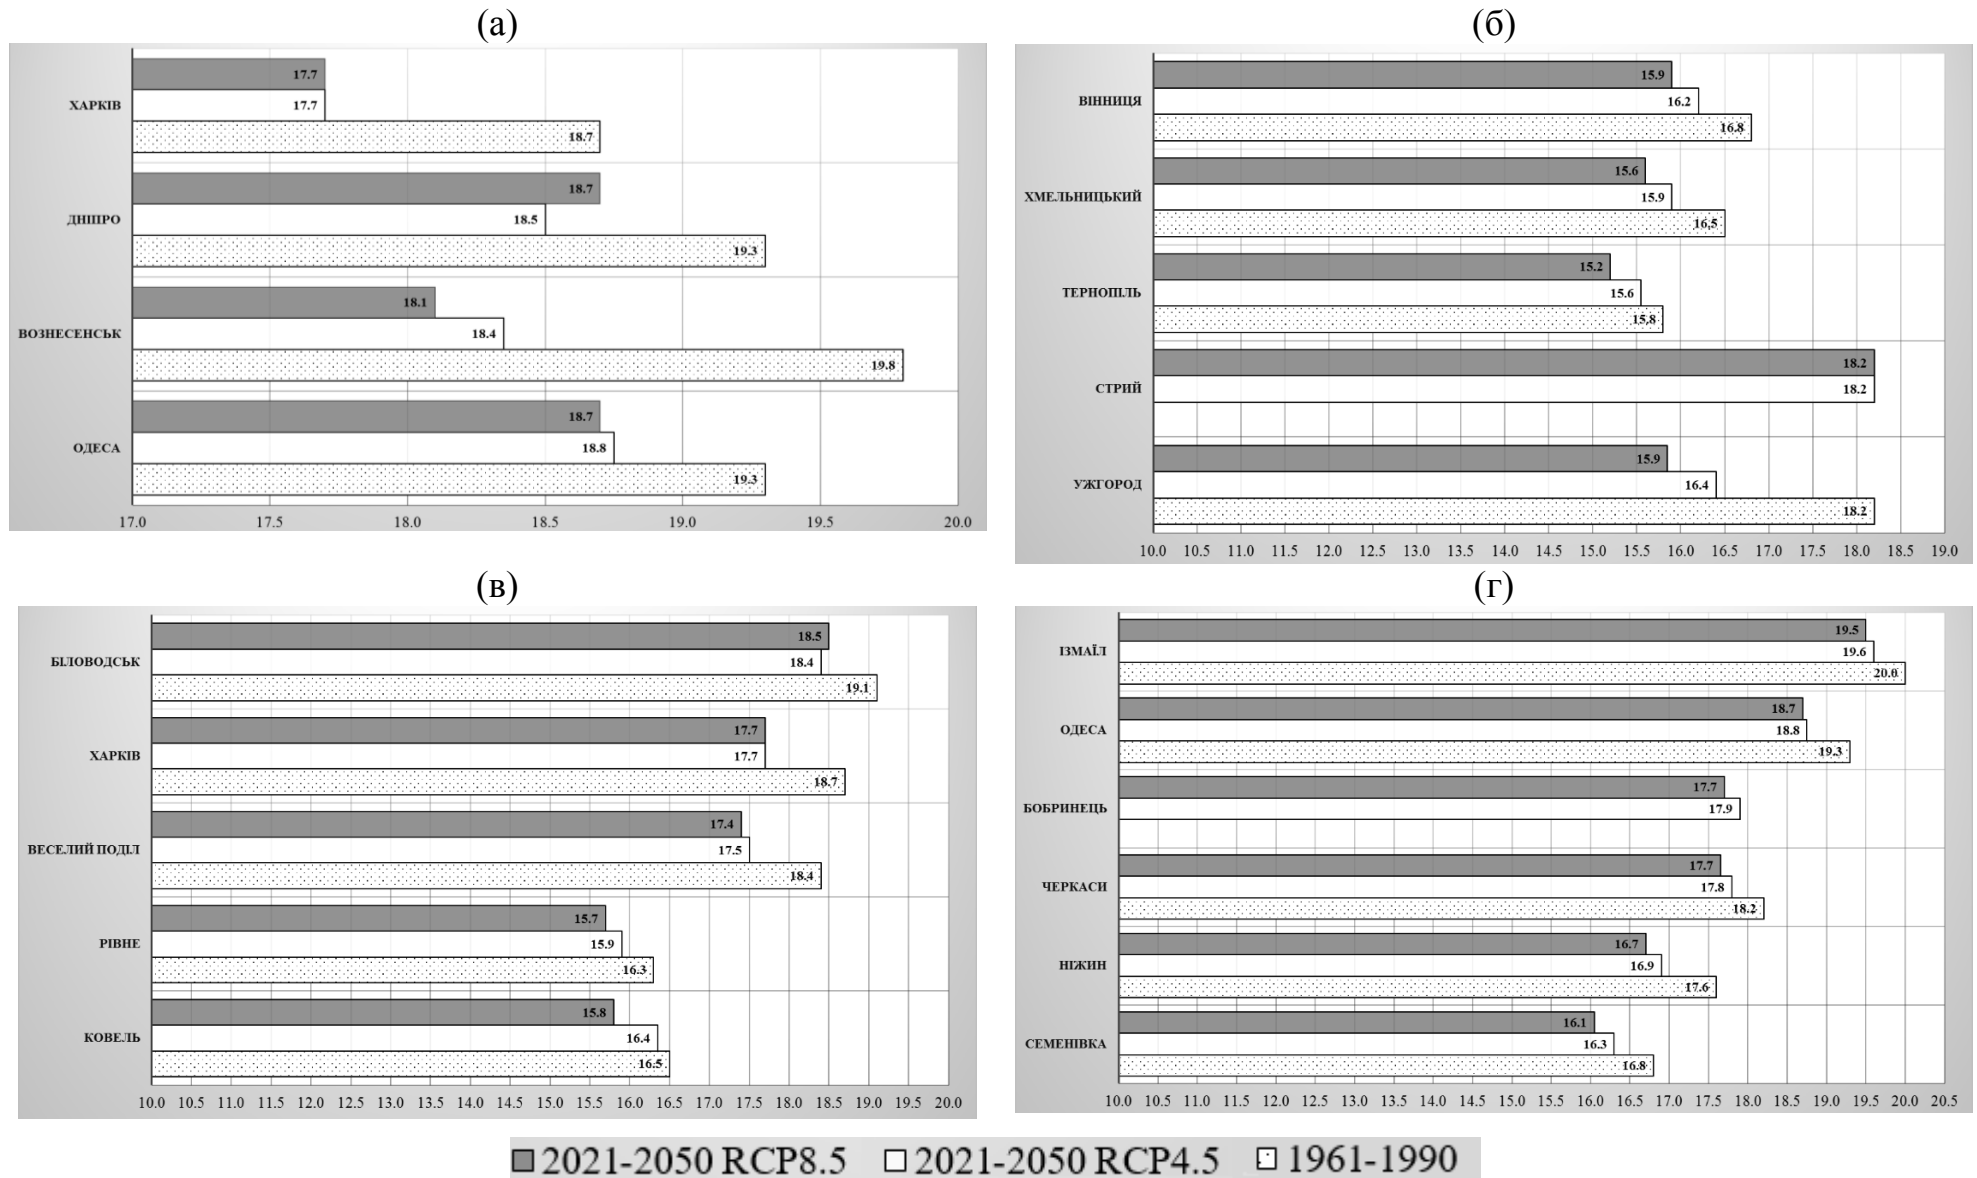 (а)
17.7
ХАРКІВ
17.7
18.7
18.7
ДНІПРО
18.5
19.3
18.1
ВОЗНЕСЕНСЬК
18.4
19.8
18.7
ОДЕСА
18.8
19.3
17.0 17.5 18.0 18.5 19.0 19.5 20.0
(б)
15.9
ВІННИЦЯ
16.2
16.8
15.6
ХМЕЛЬНИЦЬКИЙ
15.9
16,5
15.2
ТЕРНОПІЛЬ
15.6
15,8
18.2
СТРИЙ
18.2
15.9
УЖГОРОД
16.4
18.2
10.0 10.5 11.0 11.5 12.0 12.5 13.0 13.5 14.0 14.5 15.0 15.5 16.0 16.5 17.0 17.5 18.0 18.5 19.0
(в)
18.5
БІЛОВОДСЬК
18.4
19.1
17.7
ХАРКІВ
17.7
18.7
17.4
ВЕСЕЛИЙ ПОДІЛ
17.5
18.4
15.7
РІВНЕ
15.9
16.3
15.8
КОВЕЛЬ
16.4
16.5
10.0 10.5 11.0 11.5 12.0 12.5 13.0 13.5 14.0 14.5 15.0 15.5 16.0 16.5 17.0 17.5 18.0 18.5 19.0 19.5 20.0
(г)
19.5
ІЗМАЇЛ
19.6
20.0
18.7
ОДЕСА
18.8
19.3
17.7
БОБРИНЕЦЬ
17.9
17.7
ЧЕРКАСИ
17.8
18.2
16.7
НІЖИН
16.9
17.6
16.1
СЕМЕНІВКА
16.3
16.8
10.0 10.5 11.0 11.5 12.0 12.5 13.0 13.5 14.0 14.5 15.0 15.5 16.0 16.5 17.0 17.5 18.0 18.5 19.0 19.5 20.0 20.5
2021-2050 RCP8.5 2021-2050 RCP4.5 1961-1990